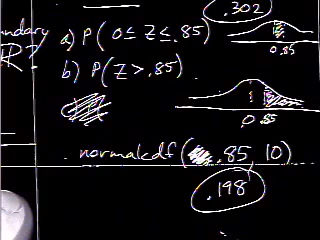 .302
ndary
R?
a) P( 0 ≤ Z ≤ .85)
0 .85
b) P(Z > .85)
0 .85
normalcdf( .85, 10)
.198